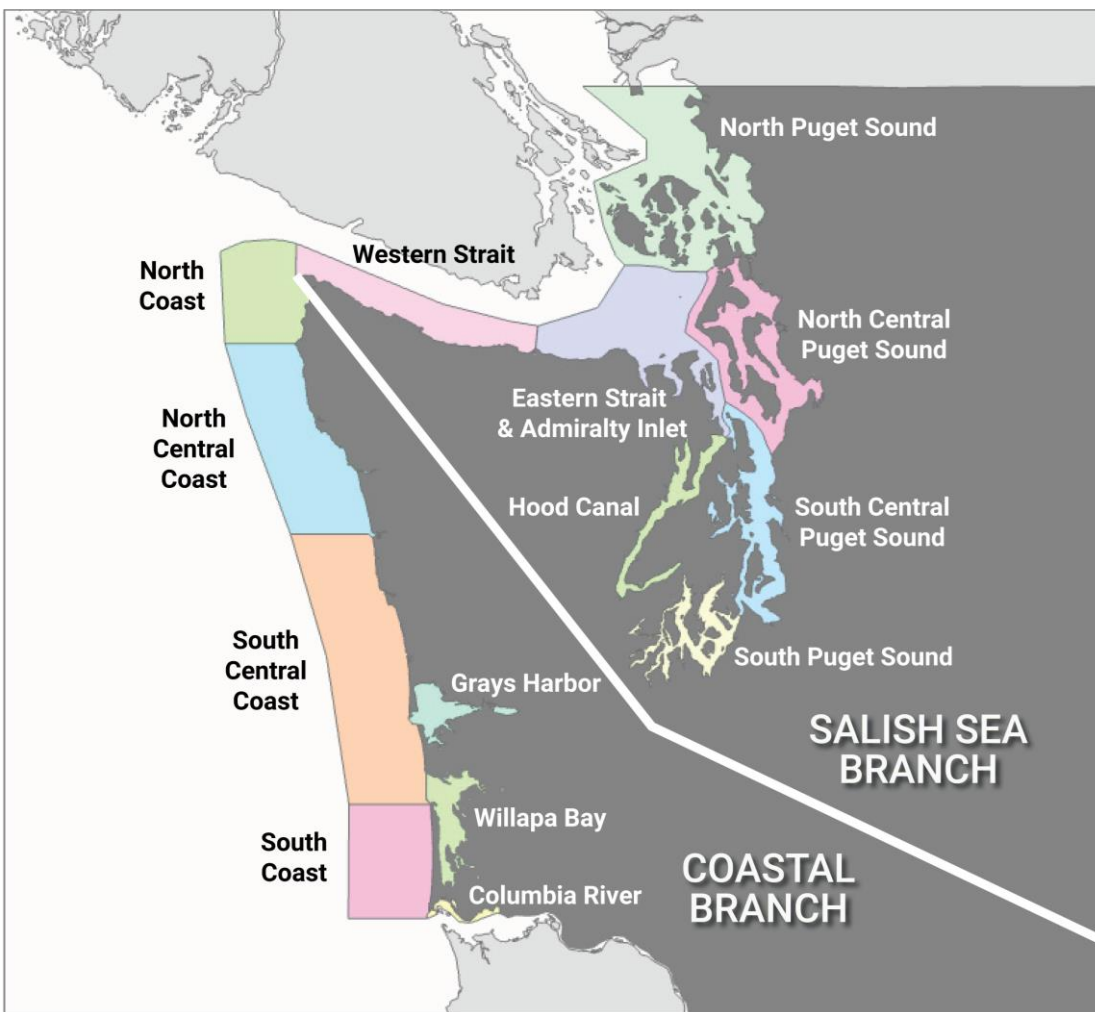 North Puget Sound
Western Strait
North
Coast
North Central
Puget Sound
Eastern Strait
& Admiralty Inlet
North
Central
Coast
Hood Canal
South Central
Puget Sound
South
Central
Coast
South Puget Sound
Grays Harbor
SALISH SEA
BRANCH
Willapa Bay
South
Coast
COASTAL
BRANCH
Columbia River